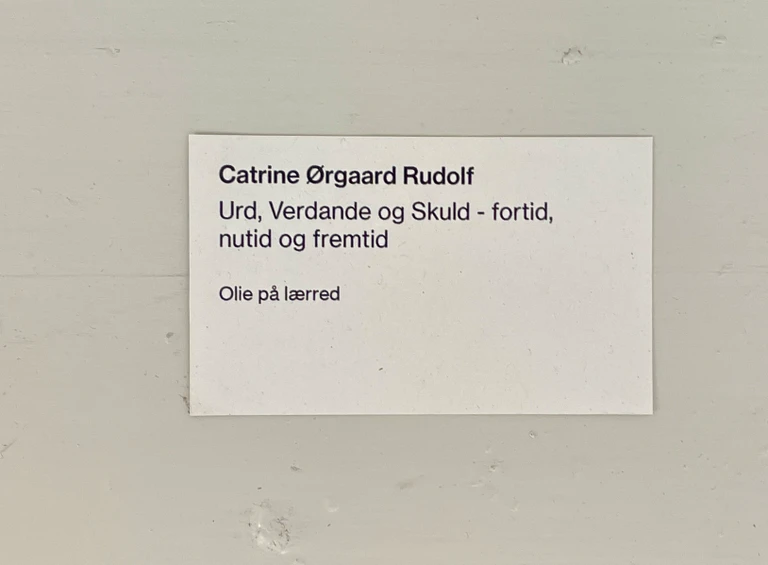 Catrine Ørgaard Rudolf
Urd, Verdande og Skuld - fortid,
nutid og fremtid
Olie på lærred